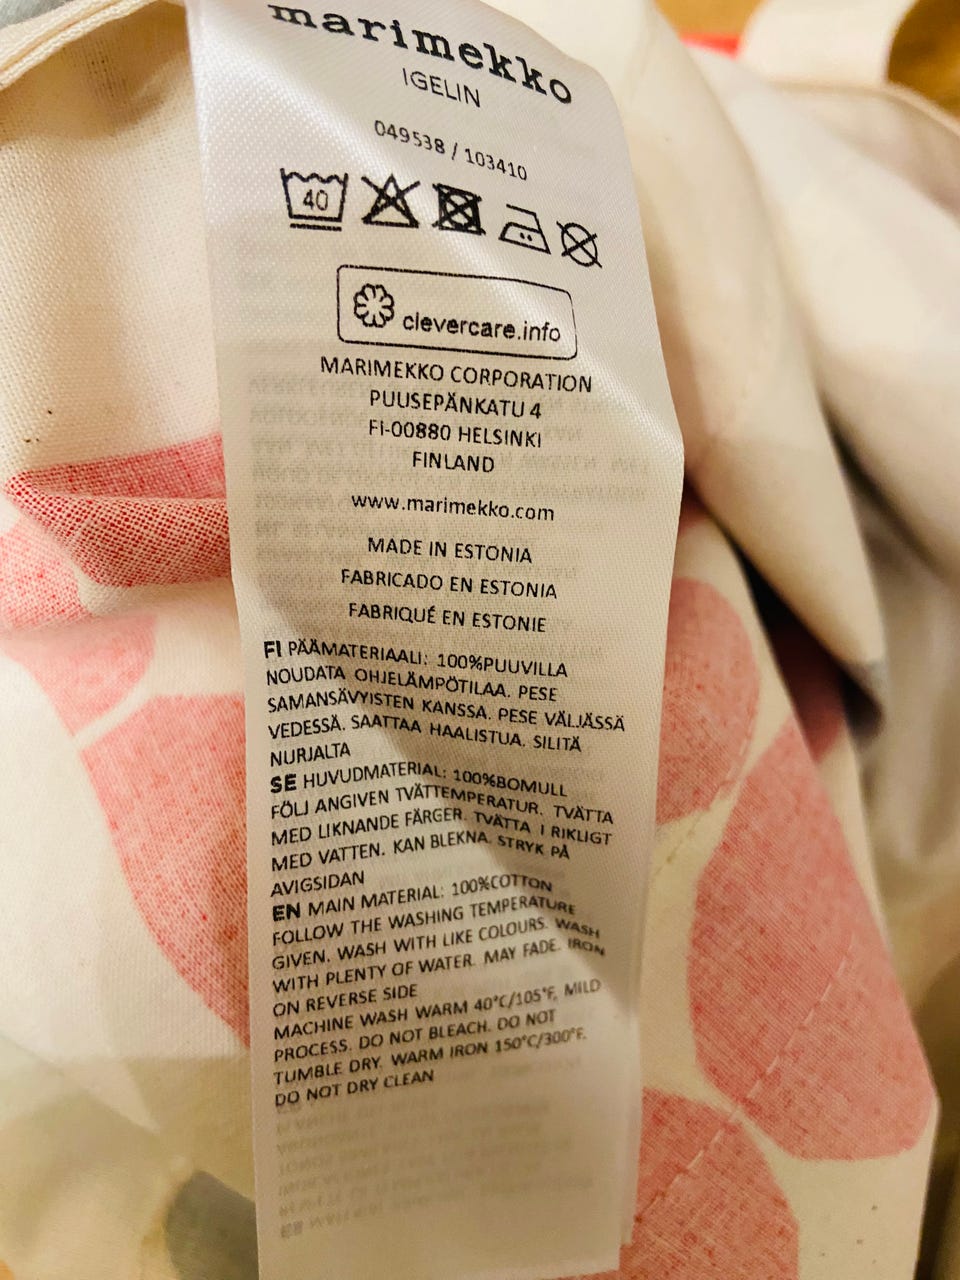 marimekko
IGELIN
049538 / 103410
40
clevercare.info
MARIMEKKO CORPORATION
PUUSEPÄNKATU 4
FI-00880 HELSINKI
FINLAND
www.marimekko.com
MADE IN ESTONIA
FABRICADO EN ESTONIA
FABRIQUÉ EN ESTONIE
FI PÄÄMATERIAALI: 100%PUUVILLA
NOUDATA OHJELÄMPÖTILAA. PESE
SAMANSÄVYISTEN KANSSA. PESE VÄLJÄSSÄ
VEDESSÄ. SAATTAA HAALISTUA. SILITÄ
NURJALTA
SE HUVUDMATERIAL: 100%BOMULL
FÖLJ ANGIVEN TVÄTTEMPERATUR. TVÄTTA
MED LIKNANDE FÄRGER. TVÄTTA I RIKLIGT
MED VATTEN. KAN BLEKNA. STRYK PÅ
AVIGSIDAN
EN MAIN MATERIAL: 100%COTTON
FOLLOW THE WASHING TEMPERATURE
GIVEN. WASH WITH LIKE COLOURS. WASH
WITH PLENTY OF WATER. MAY FADE. IRON
ON REVERSE SIDE
MACHINE WASH WARM 40°C/105°F, MILD
PROCESS. DO NOT BLEACH. DO NOT
TUMBLE DRY. WARM IRON 150°C/300°F.
DO NOT DRY CLEAN